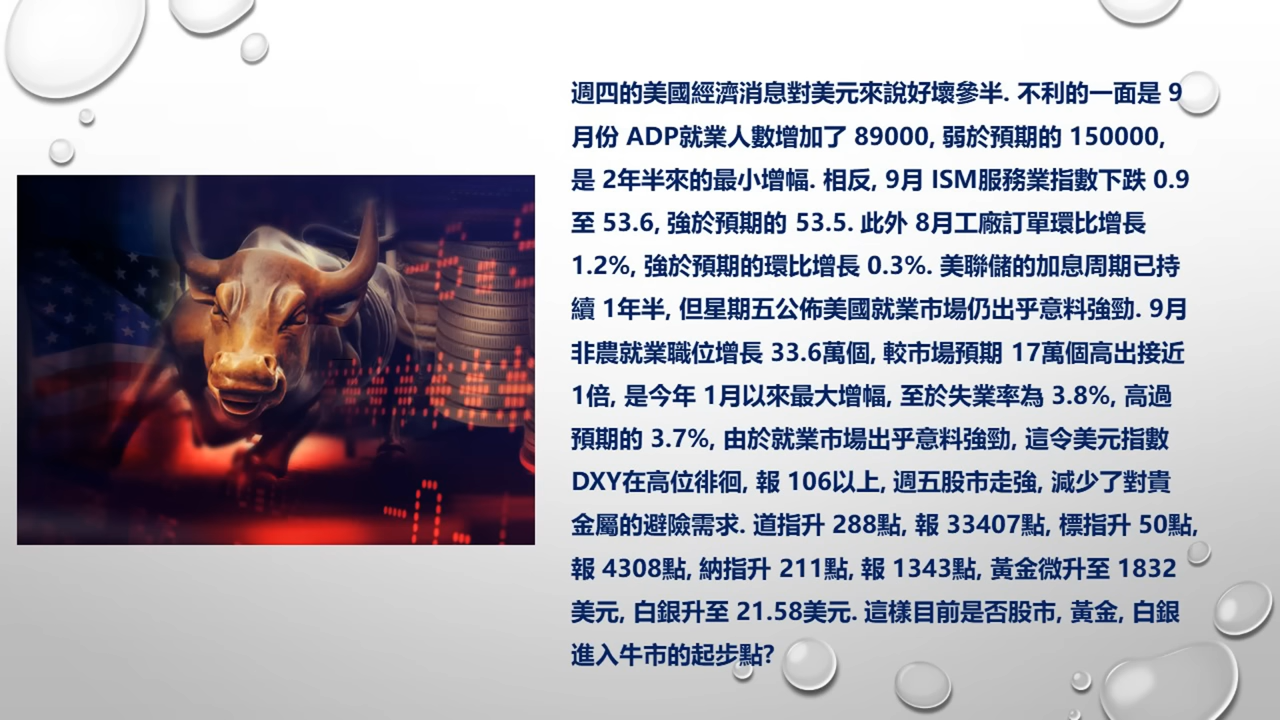 週四的美國經濟消息對美元來說好壞參半. 不利的一面是 9
月份 ADP就業人數增加了 89000, 弱於預期的 150000,
是 2年半來的最小增幅. 相反, 9月 ISM服務業指數下跌 0.9
至 53.6, 強於預期的 53.5. 此外 8月工廠訂單環比增長
1.2%, 強於預期的環比增長 0.3%. 美聯儲的加息周期已持
續 1年半, 但星期五公佈美國就業市場仍出乎意料強勁. 9月
非農就業職位增長 33.6萬個, 較市場預期 17萬個高出接近
1倍, 是今年 1月以來最大增幅, 至於失業率為 3.8%, 高過
預期的 3.7%, 由於就業市場出乎意料強勁, 這令美元指數
DXY在高位徘徊, 報 106以上, 週五股市走強, 減少了對貴
金屬的避險需求. 道指升 288點, 報 33407點, 標指升 50點,
報 4308點, 納指升 211點, 報 1343點, 黃金微升至 1832
美元, 白銀升至 21.58美元. 這樣目前是否股市, 黃金, 白銀
進入牛市的起步點?